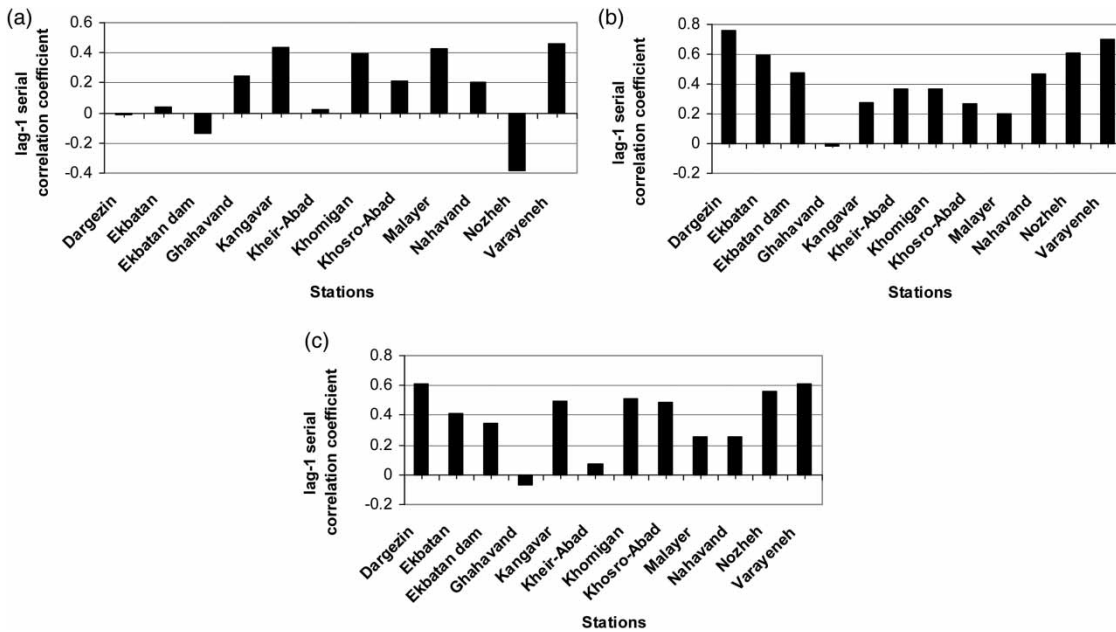 (a)
0.6
0.4
0.2
0
-0.2
-0.4
lag-1 serial
correlation coefficient
Dargezin
Ekbatan
Ekbatan dam
Ghahavand
Kangavar
Kheir-Abad
Khomigan
Khosro-Abad
Malayer
Nahavand
Nozheh
Varayeneh
Stations
(b)
0.8
0.6
0.4
0.2
0
-0.2
lag-1 serial
correlation coefficient
Dargezin
Ekbatan
Ekbatan dam
Ghahavand
Kangavar
Kheir-Abad
Khomigan
Khosro-Abad
Malayer
Nahavand
Nozheh
Varayeneh
Stations
(c)
0.8
0.6
0.4
0.2
0
-0.2
lag-1 serial
correlation coefficient
Dargezin
Ekbatan
Ekbatan dam
Ghahavand
Kangavar
Kheir-Abad
Khomigan
Khosro-Abad
Malayer
Nahavand
Nozheh
Varayeneh
Stations